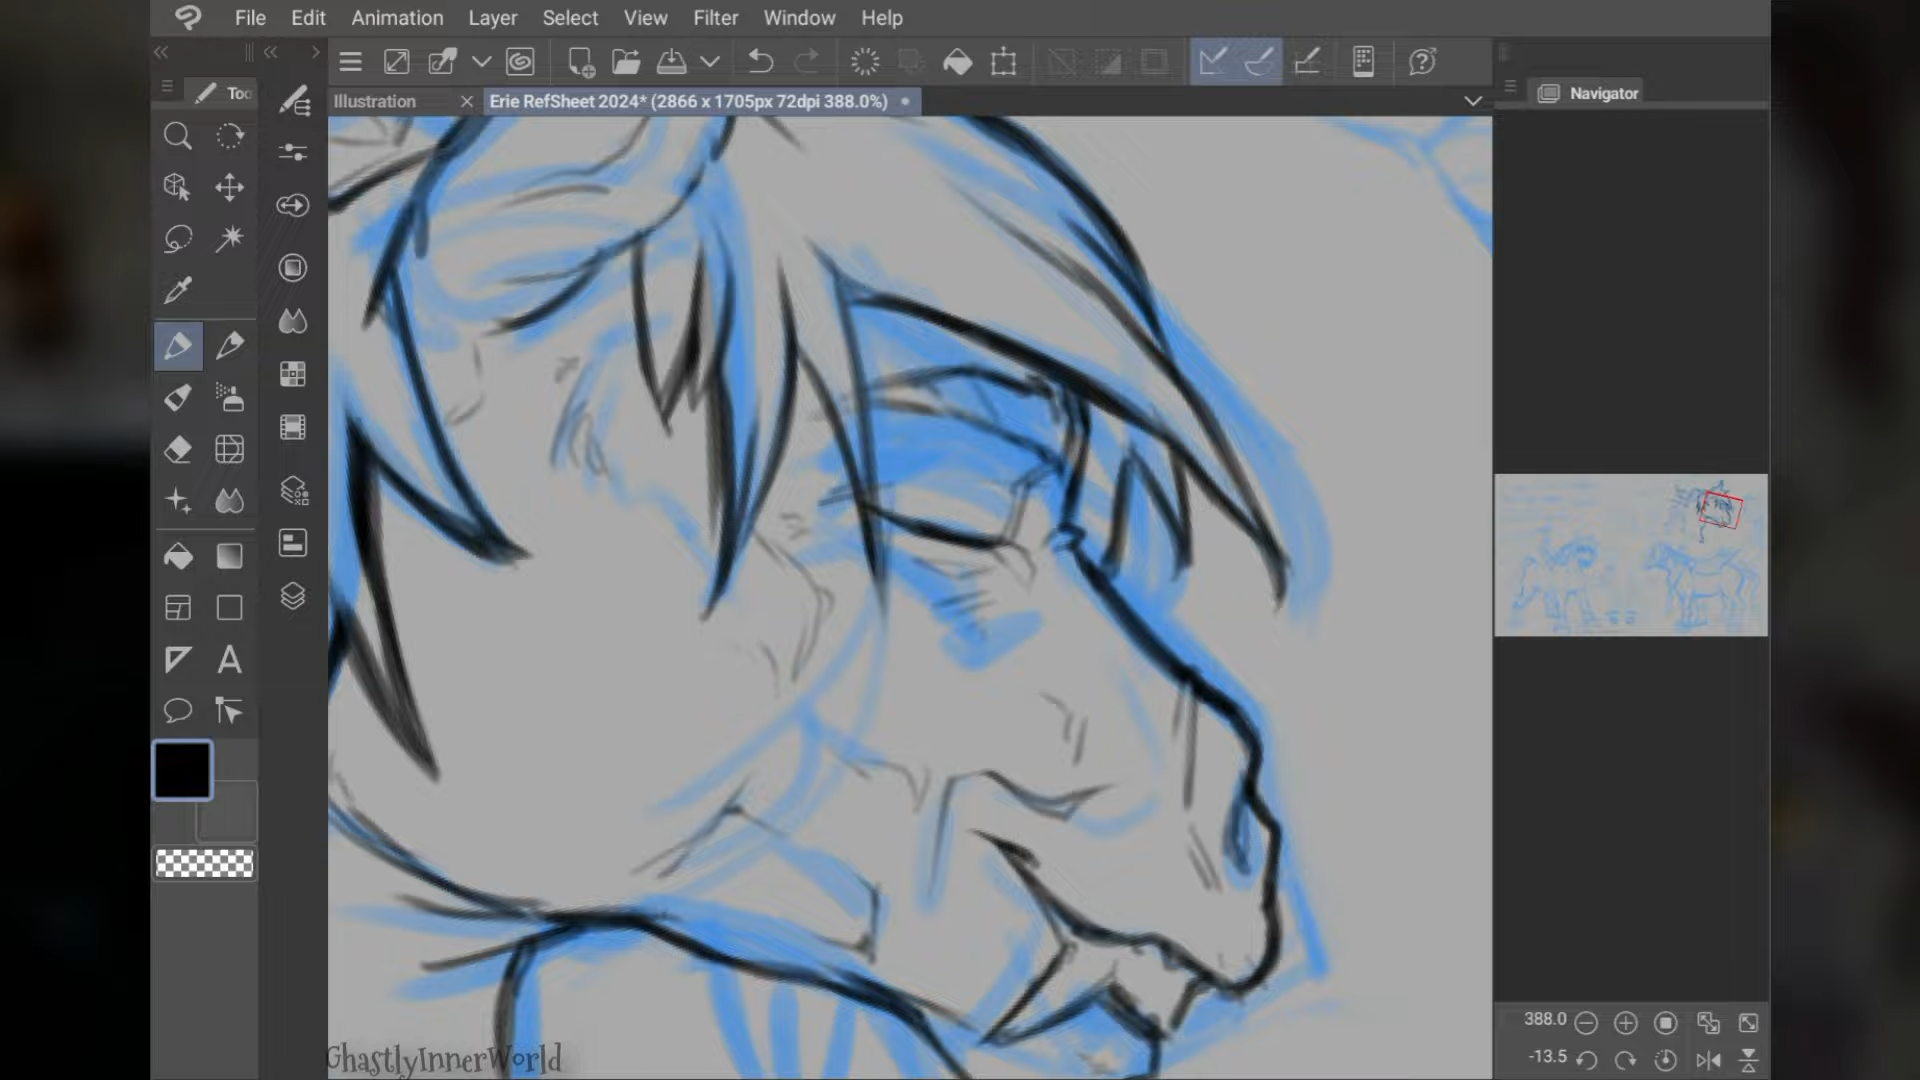 File Edit Animation Layer Select View Filter Window Help
Too
Illustration
Erie RefSheet 2024* (2866 x 1705px 72dpi 388.0%)
Navigator
388.0
-13.5
GhastlyInnerWorld